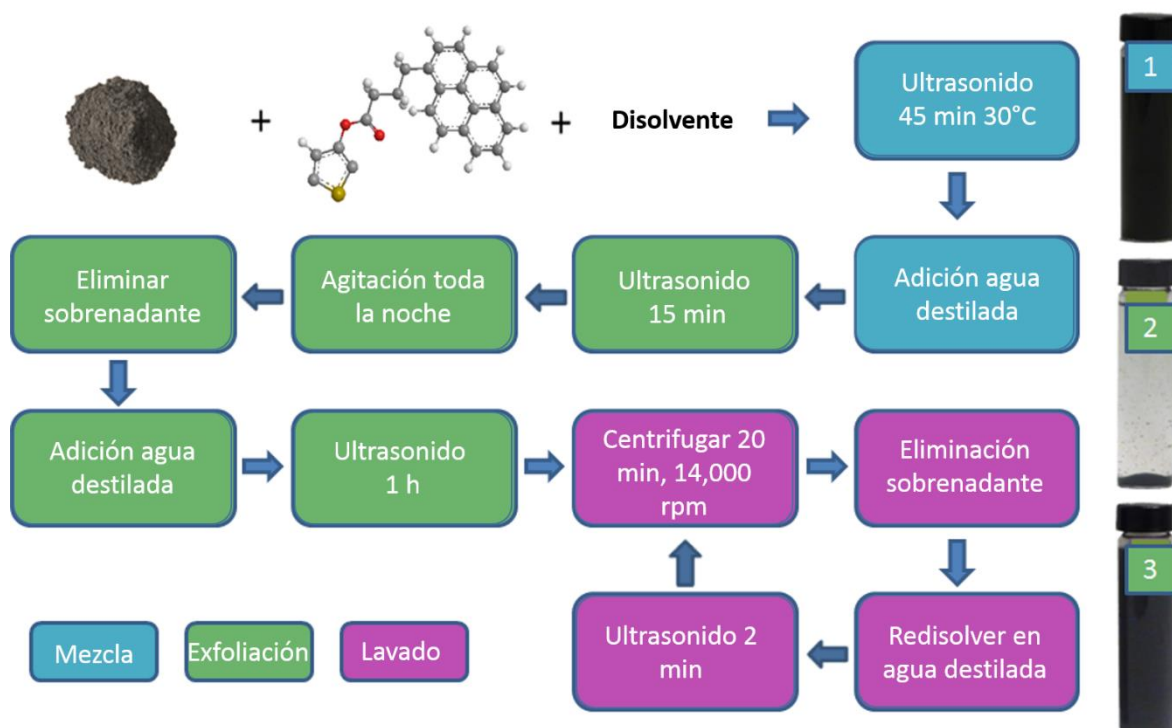 +
+
Disolvente
Ultrasonido
45 min 30°C
1
Eliminar
sobrenadante
Agitación toda
la noche
Ultrasonido
15 min
Adición agua
destilada
2
Adición agua
destilada
Ultrasonido
1 h
Centrifugar 20
min, 14,000
rpm
Eliminación
sobrenadante
3
Mezcla
Exfoliación
Lavado
Ultrasonido 2
min
Redisolver en
agua destilada